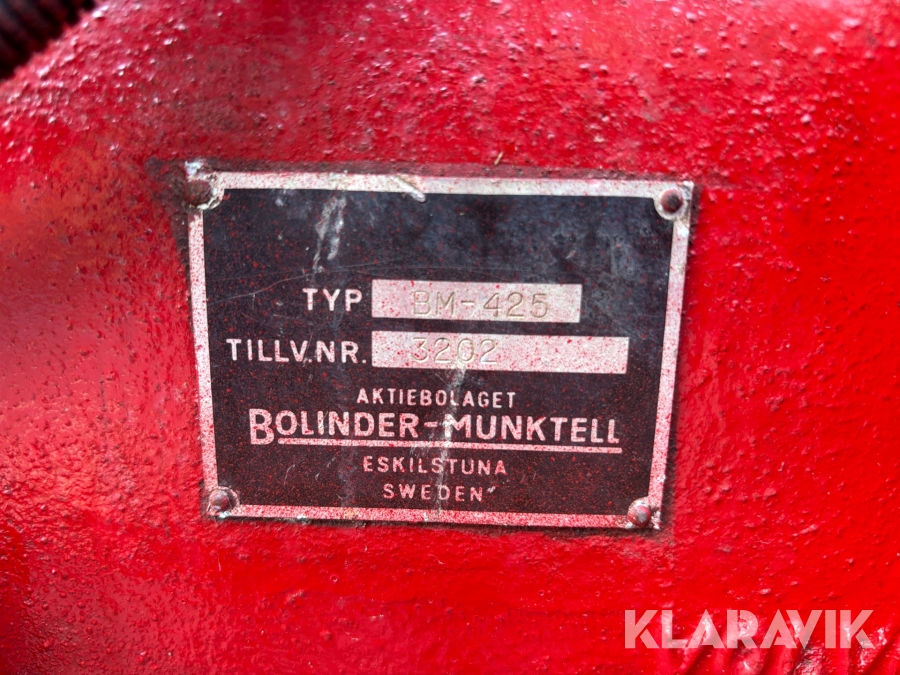 TYP BM-425
TILLV.NR. 3202
AKTIEBOLAGET
BOLINDER-MUNKTELL
ESKILSTUNA
SWEDEN
KLARAVIK